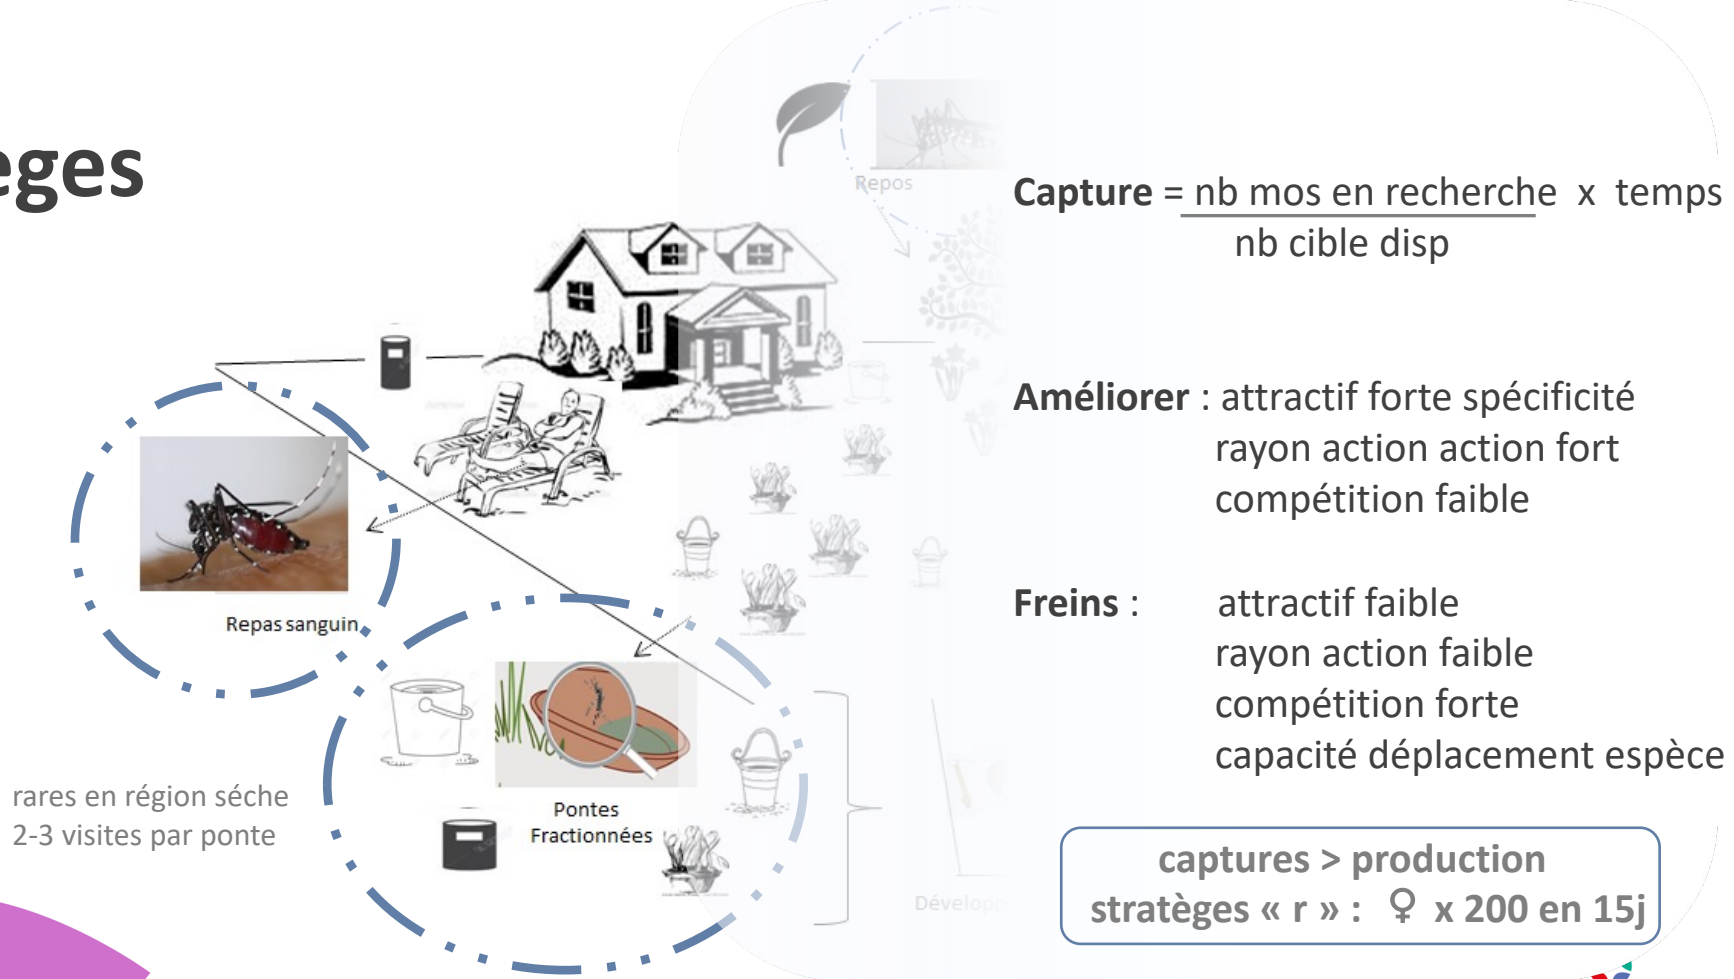 èges
Repos
Capture = nb mos en recherche x temps
nb cible disp
Améliorer : attractif forte spécificité
rayon action action fort
compétition faible
Repas sanguin
Freins : attractif faible
rayon action faible
compétition forte
capacité déplacement espèce
rares en région séche
2-3 visites par ponte
Pontes
Fractionnées
captures > production
stratèges « r » : ♀ x 200 en 15j
Dévelop